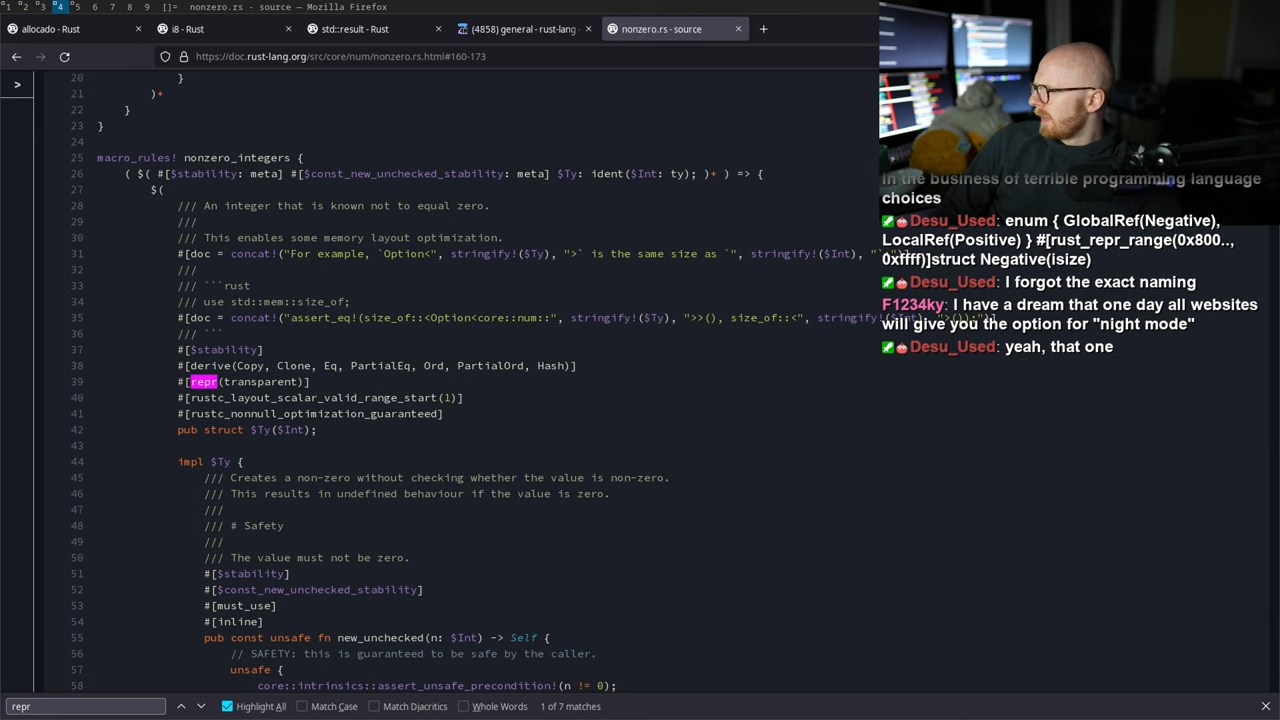 1 2 3 4 5 6 7 8 9 []= nonzero.rs - source — Mozilla Firefox
allocado - Rust × i8 - Rust × std::result - Rust × (4858) general - rust-lang × nonzero.rs - source × +
https://doc.rust-lang.org/src/core/num/nonzero.rs.html#160-173
>
20 }
21 )+
22 }
23 }
24
25 macro_rules! nonzero_integers {
26 ( $( #[$stability: meta] #[$const_new_unchecked_stability: meta] $Ty: ident($Int: ty); )+ ) => {
27 $(
28 /// An integer that is known not to equal zero.
29 ///
30 /// This enables some memory layout optimization.
31 #[doc = concat!("For example, `Option<", stringify!($Ty), ">` is the same size as `", stringify!($Int), "`
32 ///
33 /// ```rust
34 /// use std::mem::size_of;
35 #[doc = concat!("assert_eq!(size_of::<Option<core::num::", stringify!($Ty), ">>(), size_of::<", stringify!($Int), ">());")]
36 /// ```
37 #[$stability]
38 #[derive(Copy, Clone, Eq, PartialEq, Ord, PartialOrd, Hash)]
39 #[repr(transparent)]
40 #[rustc_layout_scalar_valid_range_start(1)]
41 #[rustc_nonnull_optimization_guaranteed]
42 pub struct $Ty($Int);
43
44 impl $Ty {
45 /// Creates a non-zero without checking whether the value is non-zero.
46 /// This results in undefined behaviour if the value is zero.
47 ///
48 /// # Safety
49 ///
50 /// The value must not be zero.
51 #[$stability]
52 #[$const_new_unchecked_stability]
53 #[must_use]
54 #[inline]
55 pub const unsafe fn new_unchecked(n: $Int) -> Self {
56 // SAFETY: this is guaranteed to be safe by the caller.
57 unsafe {
58 core::intrinsics::assert_unsafe_precondition!(n != 0);
in the business of terrible programming language
choices
Desu_Used: enum { GlobalRef(Negative),
LocalRef(Positive) } #[rust_repr_range(0x800..,
0xffff)]struct Negative(isize)
Desu_Used: I forgot the exact naming
F1234ky: I have a dream that one day all websites
will give you the option for "night mode"
Desu_Used: yeah, that one
repr Highlight All Match Case Match Diacritics Whole Words 1 of 7 matches